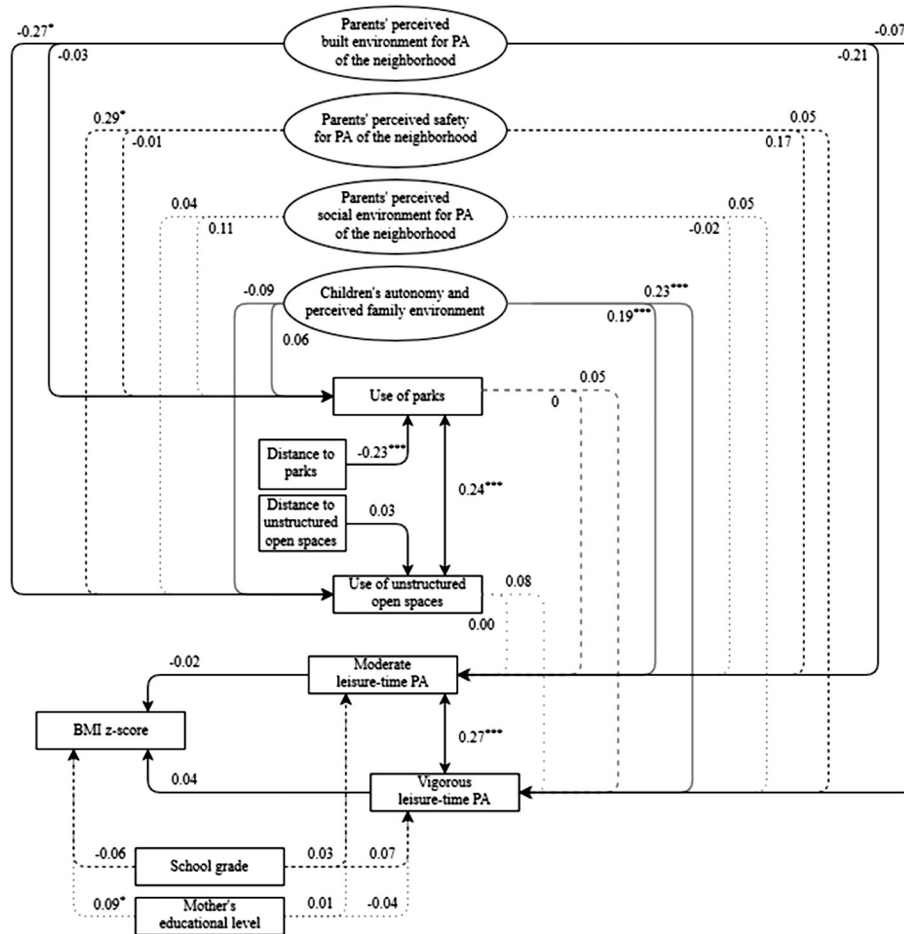 -0.27*
Parents' perceived
built environment for PA
of the neighborhood
-0.07
-0.03
-0.21
0.29*
Parents' perceived safety
for PA of the neighborhood
0.05
-0.01
0.17
0.04
Parents' perceived
social environment for PA
of the neighborhood
0.05
0.11
-0.02
-0.09
Children's autonomy and
perceived family environment
0.23***
0.19***
0.06
Use of parks
0.05
0
Distance to
parks
-0.23***
0.24***
Distance to
unstructured
open spaces
0.03
Use of unstructured
open spaces
0.08
0.00
-0.02
Moderate
leisure-time PA
BMI z-score
0.27***
0.04
Vigorous
leisure-time PA
-0.06
School grade
0.03
0.07
0.09*
Mother's
educational level
0.01
-0.04